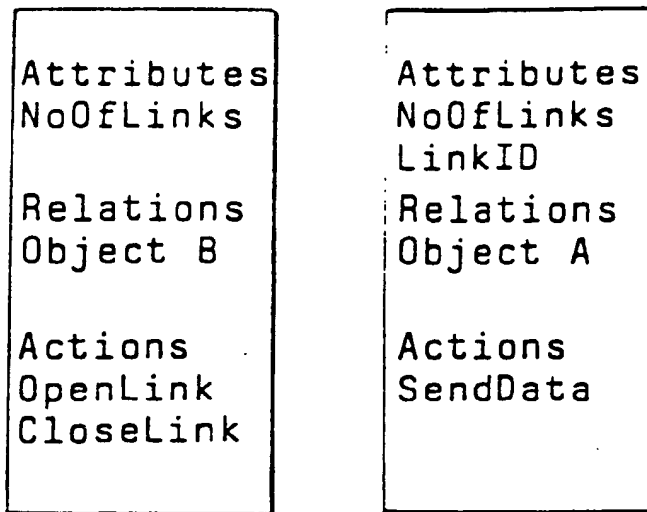 Attributes
NoOfLinks
Relations
Object B
Actions
OpenLink
CloseLink
Attributes
NoOfLinks
LinkID
Relations
Object A
Actions
SendData